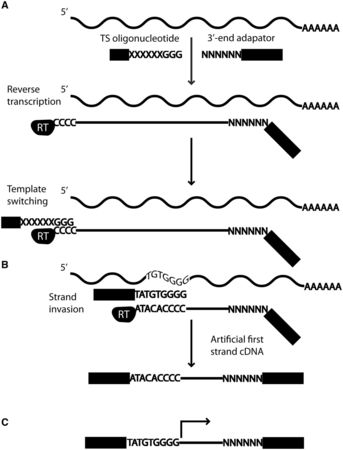 A
5'
AAAAAA
TS oligonucleotide 3'-end adapator
XXXXXXGGG NNNNNN
Reverse
transcription
5'
AAAAAA
RT CCCC NNNNNN
Template
switching
5'
AAAAAA
XXXXXXGGG
RT CCCC NNNNNN
B
5'
TGTGGGG
AAAAAA
Strand
invasion
TATGTGGGG
RT ATACACCCC NNNNNN
Artificial first
strand cDNA
ATACACCCC NNNNNN
C
TATGTGGGG NNNNNN